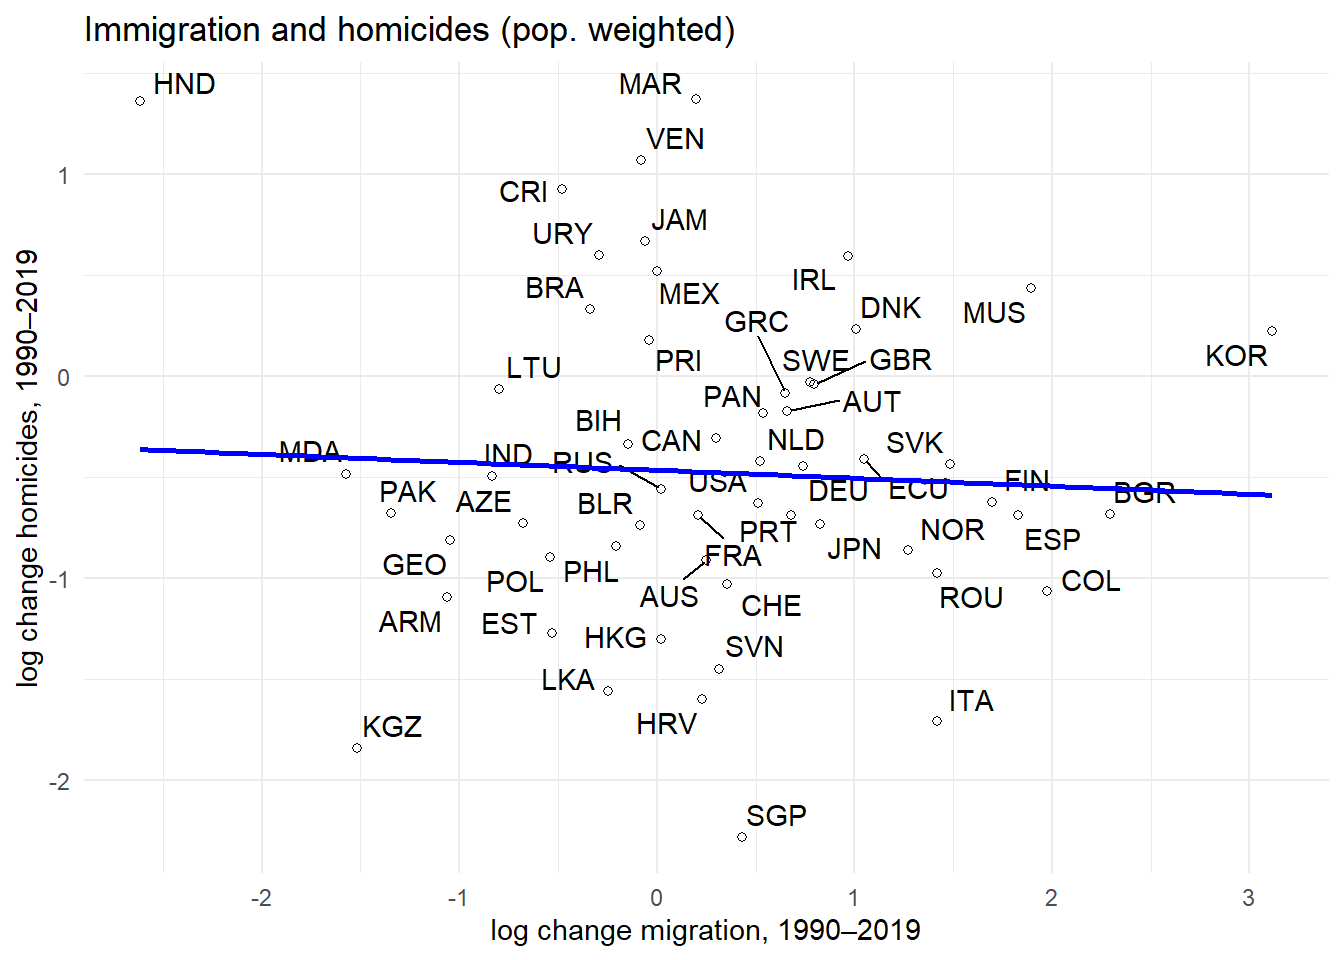 Immigration and homicides (pop. weighted)
HND
MAR
VEN
CRI
JAM
URY
BRA
MEX
IRL
DNK
MUS
GRC
KOR
PRI
SWE
GBR
LTU
PAN
AUT
BIH
CAN
NLD
SVK
MDA
IND
RUS
USA
DEU
ECU
FIN
BGR
PAK
AZE
BLR
PRT
NOR
JPN
ESP
FRA
GEO
POL
PHL
COL
AUS
CHE
ROU
ARM
EST
HKG
SVN
LKA
ITA
HRV
KGZ
SGP
1
0
-1
-2
log change homicides, 1990–2019
-2
-1
0
1
2
3
log change migration, 1990–2019